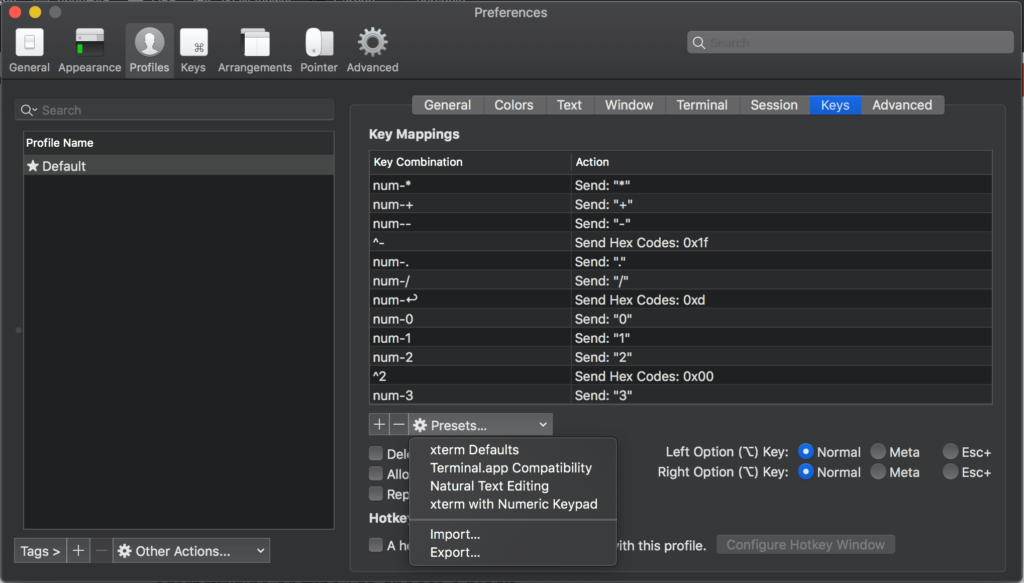 Preferences
General Appearance Profiles Keys Arrangements Pointer Advanced
Search
Search
General Colors Text Window Terminal Session Keys Advanced
Profile Name
★ Default
Key Mappings
Key Combination Action
num-* Send: "*"
num-+ Send: "+"
num-- Send: "-"
^- Send Hex Codes: 0x1f
num-. Send: "."
num-/ Send: "/"
num-↩ Send Hex Codes: 0xd
num-0 Send: "0"
num-1 Send: "1"
num-2 Send: "2"
^2 Send Hex Codes: 0x00
num-3 Send: "3"
+ − Presets...
xterm Defaults
Terminal.app Compatibility
Natural Text Editing
xterm with Numeric Keypad
Import...
Export...
Left Option (⌥) Key: Normal Meta Esc+
Right Option (⌥) Key: Normal Meta Esc+
with this profile. Configure Hotkey Window
Tags > + − Other Actions...